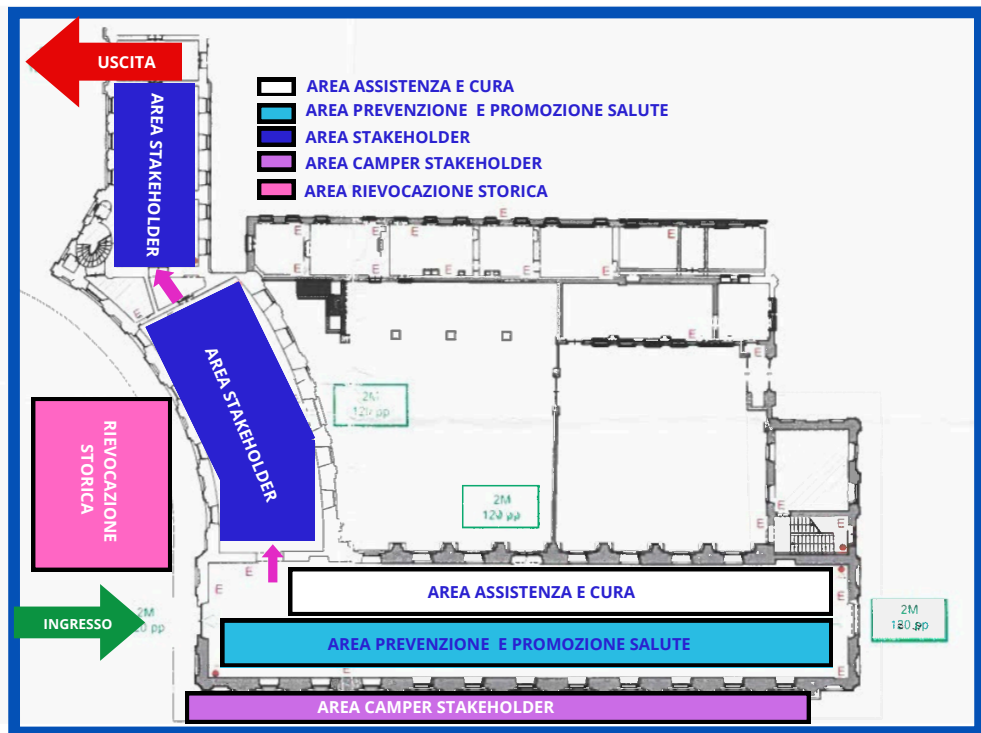 USCITA
AREA ASSISTENZA E CURA
AREA PREVENZIONE E PROMOZIONE SALUTE
AREA STAKEHOLDER
AREA CAMPER STAKEHOLDER
AREA RIEVOCAZIONE STORICA
AREA STAKEHOLDER
E
E
E
E
E
E
E
E
E
E
E
AREA STAKEHOLDER
2M
RIEVOCAZIONE
STORICA
2M
120 pp
E
E
E
E
E
E
E
AREA ASSISTENZA E CURA
INGRESSO
2M
pp
2M
180 pp
AREA PREVENZIONE E PROMOZIONE SALUTE
E
E
AREA CAMPER STAKEHOLDER